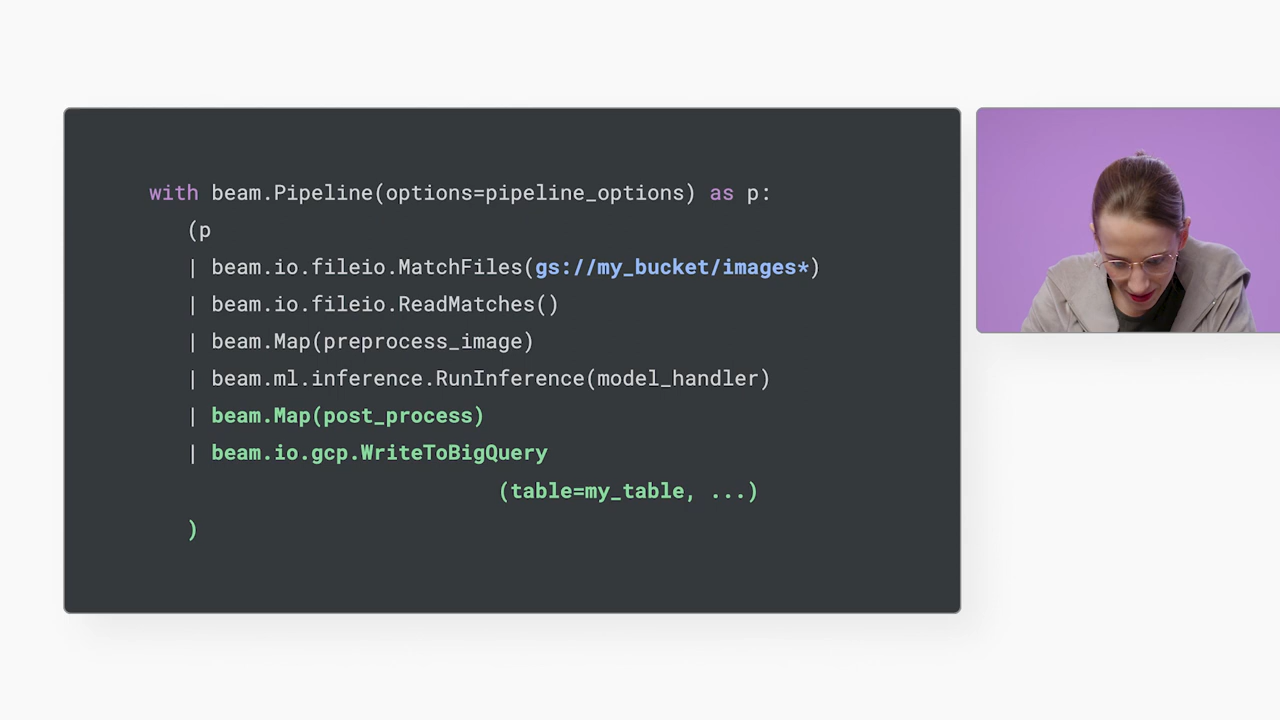 with beam.Pipeline(options=pipeline_options) as p:
(p
| beam.io.fileio.MatchFiles(gs://my_bucket/images*)
| beam.io.fileio.ReadMatches()
| beam.Map(preprocess_image)
| beam.ml.inference.RunInference(model_handler)
| beam.Map(post_process)
| beam.io.gcp.WriteToBigQuery
(table=my_table, ...)
)